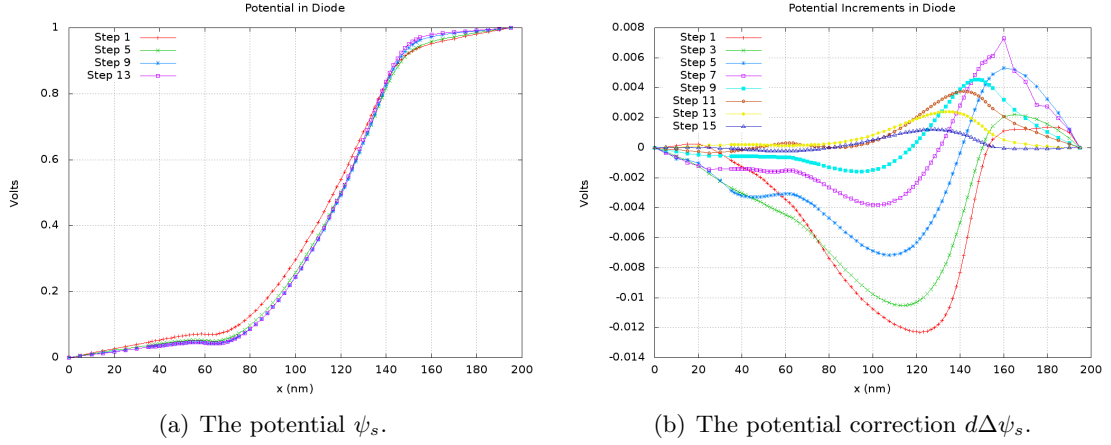 Potential in Diode
1
0.8
0.6
0.4
0.2
0
Volts
Step 1
Step 5
Step 9
Step 13
0 20 40 60 80 100 120 140 160 180 200
x (nm)
(a) The potential ψs.
Potential Increments in Diode
0.008
0.006
0.004
0.002
0
-0.002
-0.004
-0.006
-0.008
-0.01
-0.012
-0.014
Volts
Step 1
Step 3
Step 5
Step 7
Step 9
Step 11
Step 13
Step 15
0 20 40 60 80 100 120 140 160 180 200
x (nm)
(b) The potential correction dΔψs.